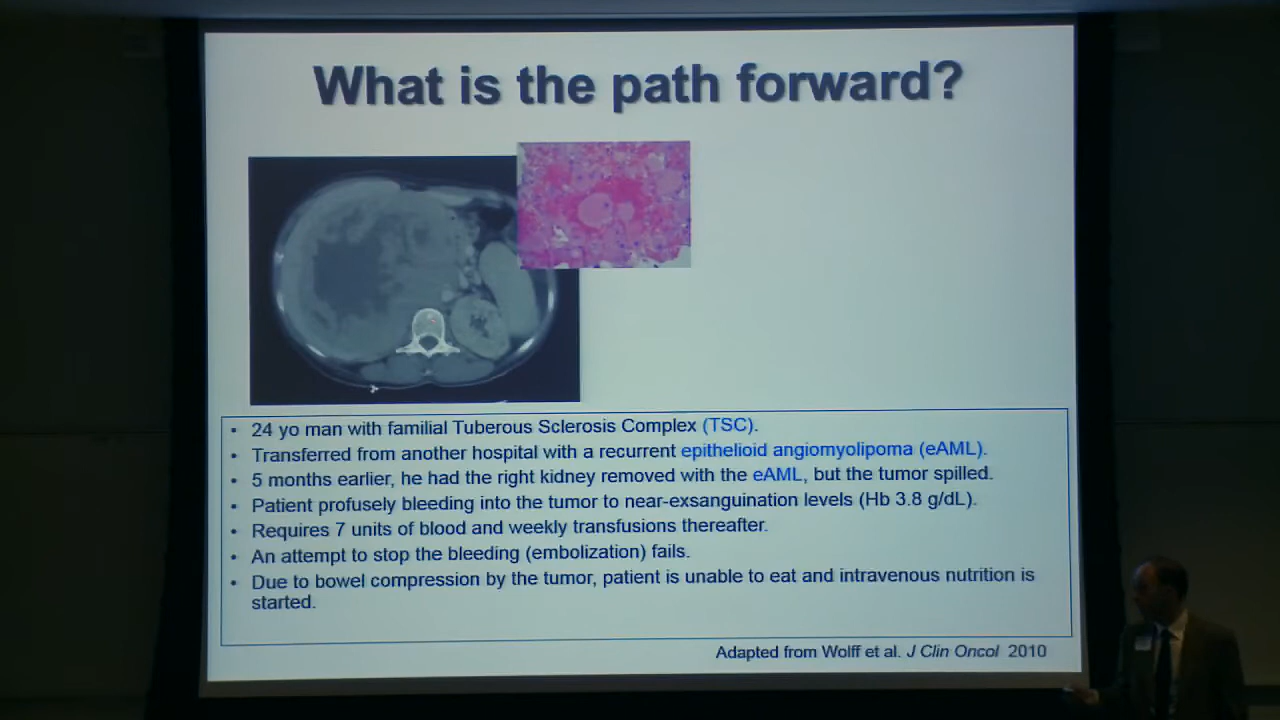 What is the path forward?
• 24 yo man with familial Tuberous Sclerosis Complex (TSC).
• Transferred from another hospital with a recurrent epithelioid angiomyolipoma (eAML).
• 5 months earlier, he had the right kidney removed with the eAML, but the tumor spilled.
• Patient profusely bleeding into the tumor to near-exsanguination levels (Hb 3.8 g/dL).
• Requires 7 units of blood and weekly transfusions thereafter.
• An attempt to stop the bleeding (embolization) fails.
• Due to bowel compression by the tumor, patient is unable to eat and intravenous nutrition is
started.
Adapted from Wolff et al. J Clin Oncol 2010